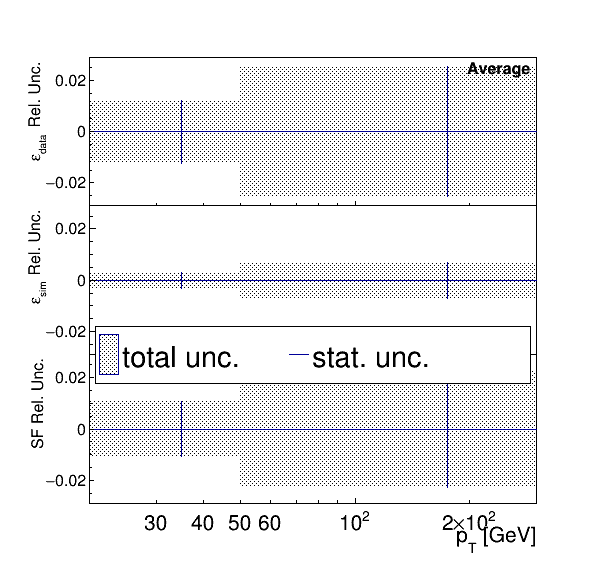 Average
ε_data Rel. Unc.
0.02
0
−0.02
ε_sim Rel. Unc.
0.02
0
−0.02
total unc.
stat. unc.
SF Rel. Unc.
0.02
0
−0.02
30 40 50 60 10² 2×10²
p_T [GeV]